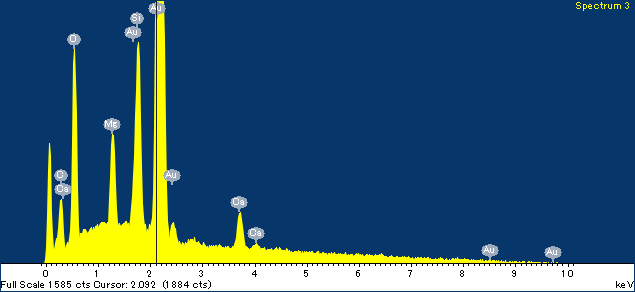 Spectrum 3
Au
Si
Au
O
Mg
C
Au
Ca
Ca
Ca
Au
Au
0 1 2 3 4 5 6 7 8 9 10
Full Scale 1585 cts Cursor: 2.092 (1884 cts) keV